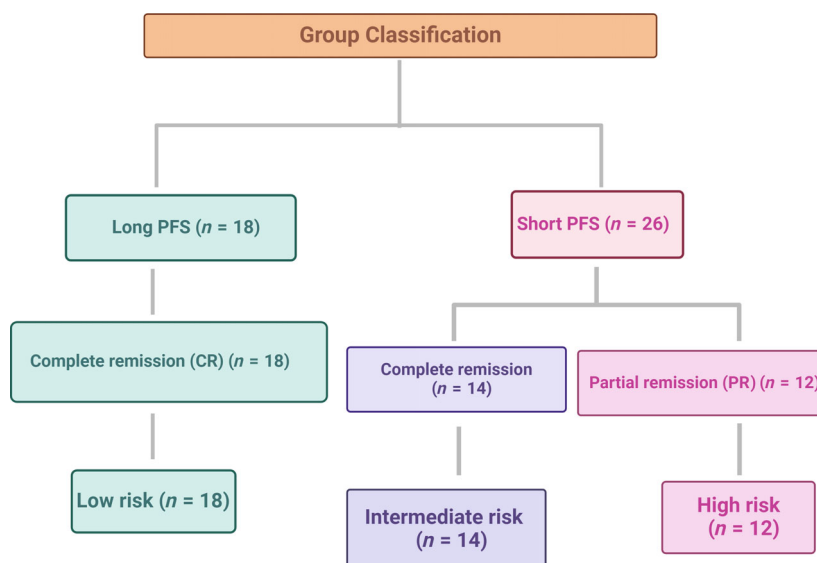 Group Classification
Long PFS (n = 18)
Short PFS (n = 26)
Complete remission (CR) (n = 18)
Complete remission
(n = 14)
Partial remission (PR) (n = 12)
Low risk (n = 18)
Intermediate risk
(n = 14)
High risk
(n = 12)